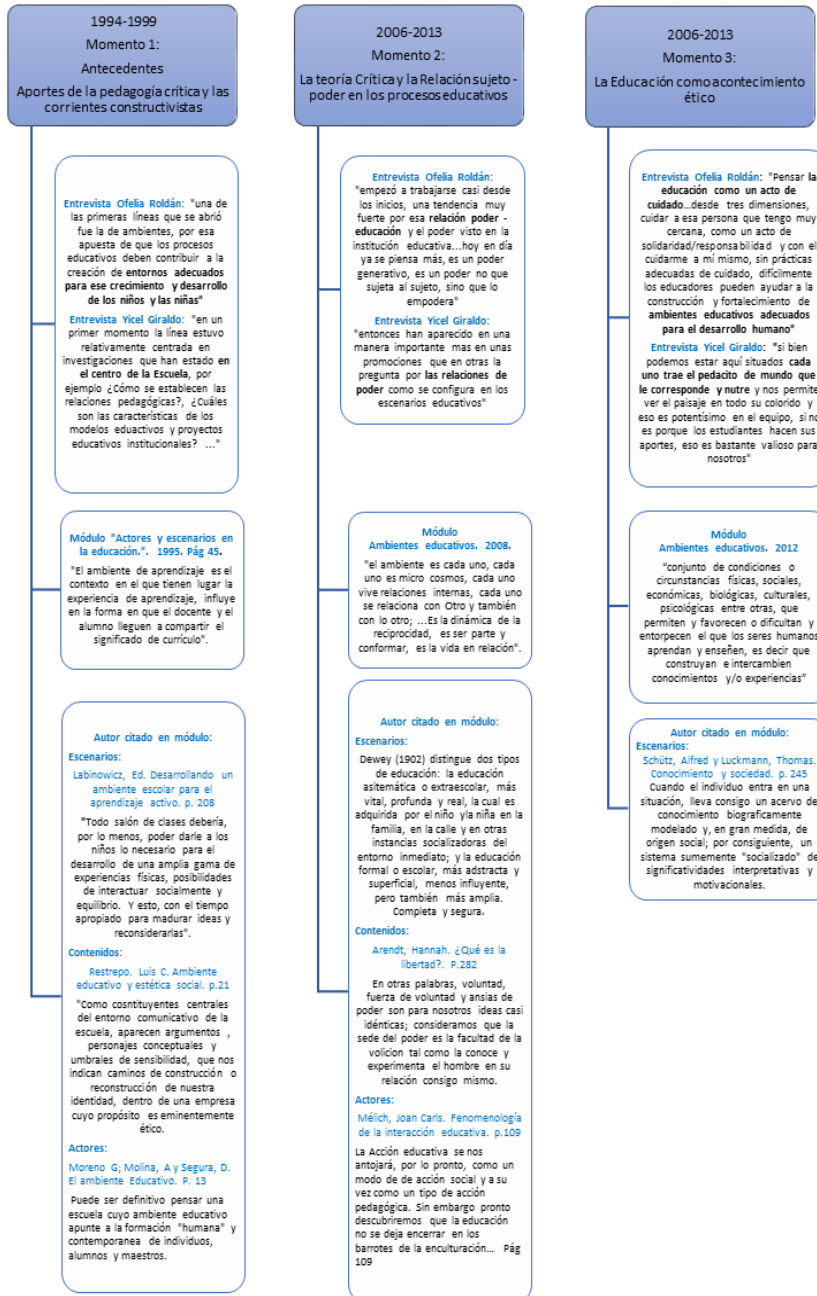 1994-1999
Momento 1:
Antecedentes
Aportes de la pedagogía crítica y las
corrientes constructivistas
Entrevista Ofelia Roldán: "una de
las primeras líneas que se abrió
fue la de ambientes, por esa
apuesta de que los procesos
educativos deben contribuir a la
creación de entornos adecuados
para ese crecimiento y desarrollo
de los niños y las niñas"
Entrevista Yicel Giraldo: "en un
primer momento la línea estuvo
relativamente centrada en
investigaciones que han estado en
el centro de la Escuela, por
ejemplo ¿Cómo se establecen las
relaciones pedagógicas?, ¿Cuáles
son las características de los
modelos eduactivos y proyectos
educativos institucionales? ..."
Módulo "Actores y escenarios en
la educación.". 1995. Pág 45.
"El ambiente de aprendizaje es el
contexto en el que tienen lugar la
experiencia de aprendizaje, influye
en la forma en que el docente y el
alumno lleguen a compartir el
significado de currículo".
Autor citado en módulo:
Escenarios:
Labinowicz, Ed. Desarrollando un
ambiente escolar para el
aprendizaje activo. p. 208
"Todo salón de clases debería,
por lo menos, poder darle a los
niños lo necesario para el
desarrollo de una amplia gama de
experiencias físicas, posibilidades
de interactuar socialmente y
equilibrio. Y esto, con el tiempo
apropiado para madurar ideas y
reconsiderarlas".
Contenidos:
Restrepo. Luis C. Ambiente
educativo y estética social. p.21
"Como cosntituyentes centrales
del entorno comunicativo de la
escuela, aparecen argumentos ,
personajes conceptuales y
umbrales de sensibilidad, que nos
indican caminos de construcción o
reconstrucción de nuestra
identidad, dentro de una empresa
cuyo propósito es eminentemente
ético.
Actores:
Moreno G; Molina, A y Segura, D.
El ambiente Educativo. P. 13
Puede ser definitivo pensar una
escuela cuyo ambiente educativo
apunte a la formación "humana" y
contemporanea de individuos,
alumnos y maestros.
2006-2013
Momento 2:
La teoría Crítica y la Relación sujeto -
poder en los procesos educativos
Entrevista Ofelia Roldán:
"empezó a trabajarse casi desde
los inicios, una tendencia muy
fuerte por esa relación poder -
educación y el poder visto en la
institución educativa...hoy en día
ya se piensa más, es un poder
generativo, es un poder no que
sujeta al sujeto, sino que lo
empodera"
Entrevista Yicel Giraldo:
"entonces han aparecido en una
manera importante mas en unas
promociones que en otras la
pregunta por las relaciones de
poder como se configura en los
escenarios educativos"
Módulo
Ambientes educativos. 2008.
"el ambiente es cada uno, cada
uno es micro cosmos, cada uno
vive relaciones internas, cada uno
se relaciona con Otro y también
con lo otro; ...Es la dinámica de la
reciprocidad, es ser parte y
conformar, es la vida en relación".
Autor citado en módulo:
Escenarios:
Dewey (1902) distingue dos tipos
de educación: la educación
asitemática o extraescolar, más
vital, profunda y real, la cual es
adquirida por el niño yla niña en la
familia, en la calle y en otras
instancias socializadoras del
entorno inmediato; y la educación
formal o escolar, más adstracta y
superficial, menos influyente,
pero también más amplia.
Completa y segura.
Contenidos:
Arendt, Hannah. ¿Qué es la
libertad?. P.282
En otras palabras, voluntad,
fuerza de voluntad y ansias de
poder son para nosotros ideas casi
idénticas; consideramos que la
sede del poder es la facultad de la
volicion tal como la conoce y
experimenta el hombre en su
relación consigo mismo.
Actores:
Mélich, Joan Carls. Fenomenología
de la interacción educativa. p.109
La Acción educativa se nos
antojará, por lo pronto, como un
modo de de acción social y a su
vez como un tipo de acción
pedagógica. Sin embargo pronto
descubriremos que la educación
no se deja encerrar en los
barrotes de la enculturación... Pág
109
2006-2013
Momento 3:
La Educación como acontecimiento
ético
Entrevista Ofelia Roldán: "Pensar la
educación como un acto de
cuidado...desde tres dimensiones,
cuidar a esa persona que tengo muy
cercana, como un acto de
solidaridad/responsabilidad y con el
cuidarme a mí mismo, sin prácticas
adecuadas de cuidado, difícilmente
los educadores pueden ayudar a la
construcción y fortalecimiento de
ambientes educativos adecuados
para el desarrollo humano"
Entrevista Yicel Giraldo: "si bien
podemos estar aquí situados cada
uno trae el pedacito de mundo que
le corresponde y nutre y nos permite
ver el paisaje en todo su colorido y
eso es potentísimo en el equipo, si no
es porque los estudiantes hacen sus
aportes, eso es bastante valioso para
nosotros"
Módulo
Ambientes educativos. 2012
"conjunto de condiciones o
circunstancias físicas, sociales,
económicas, biológicas, culturales,
psicológicas entre otras, que
permiten y favorecen o dificultan y
entorpecen el que los seres humanos
aprendan y enseñen, es decir que
construyan e intercambien
conocimientos y/o experiencias"
Autor citado en módulo:
Escenarios:
Schütz, Alfred y Luckmann, Thomas.
Conocimiento y sociedad. p. 245
Cuando el individuo entra en una
situación, lleva consigo un acervo de
conocimiento biograficamente
modelado y, en gran medida, de
origen social; por consiguiente, un
sistema sumemente "socializado" de
significatividades interpretativas y
motivacionales.